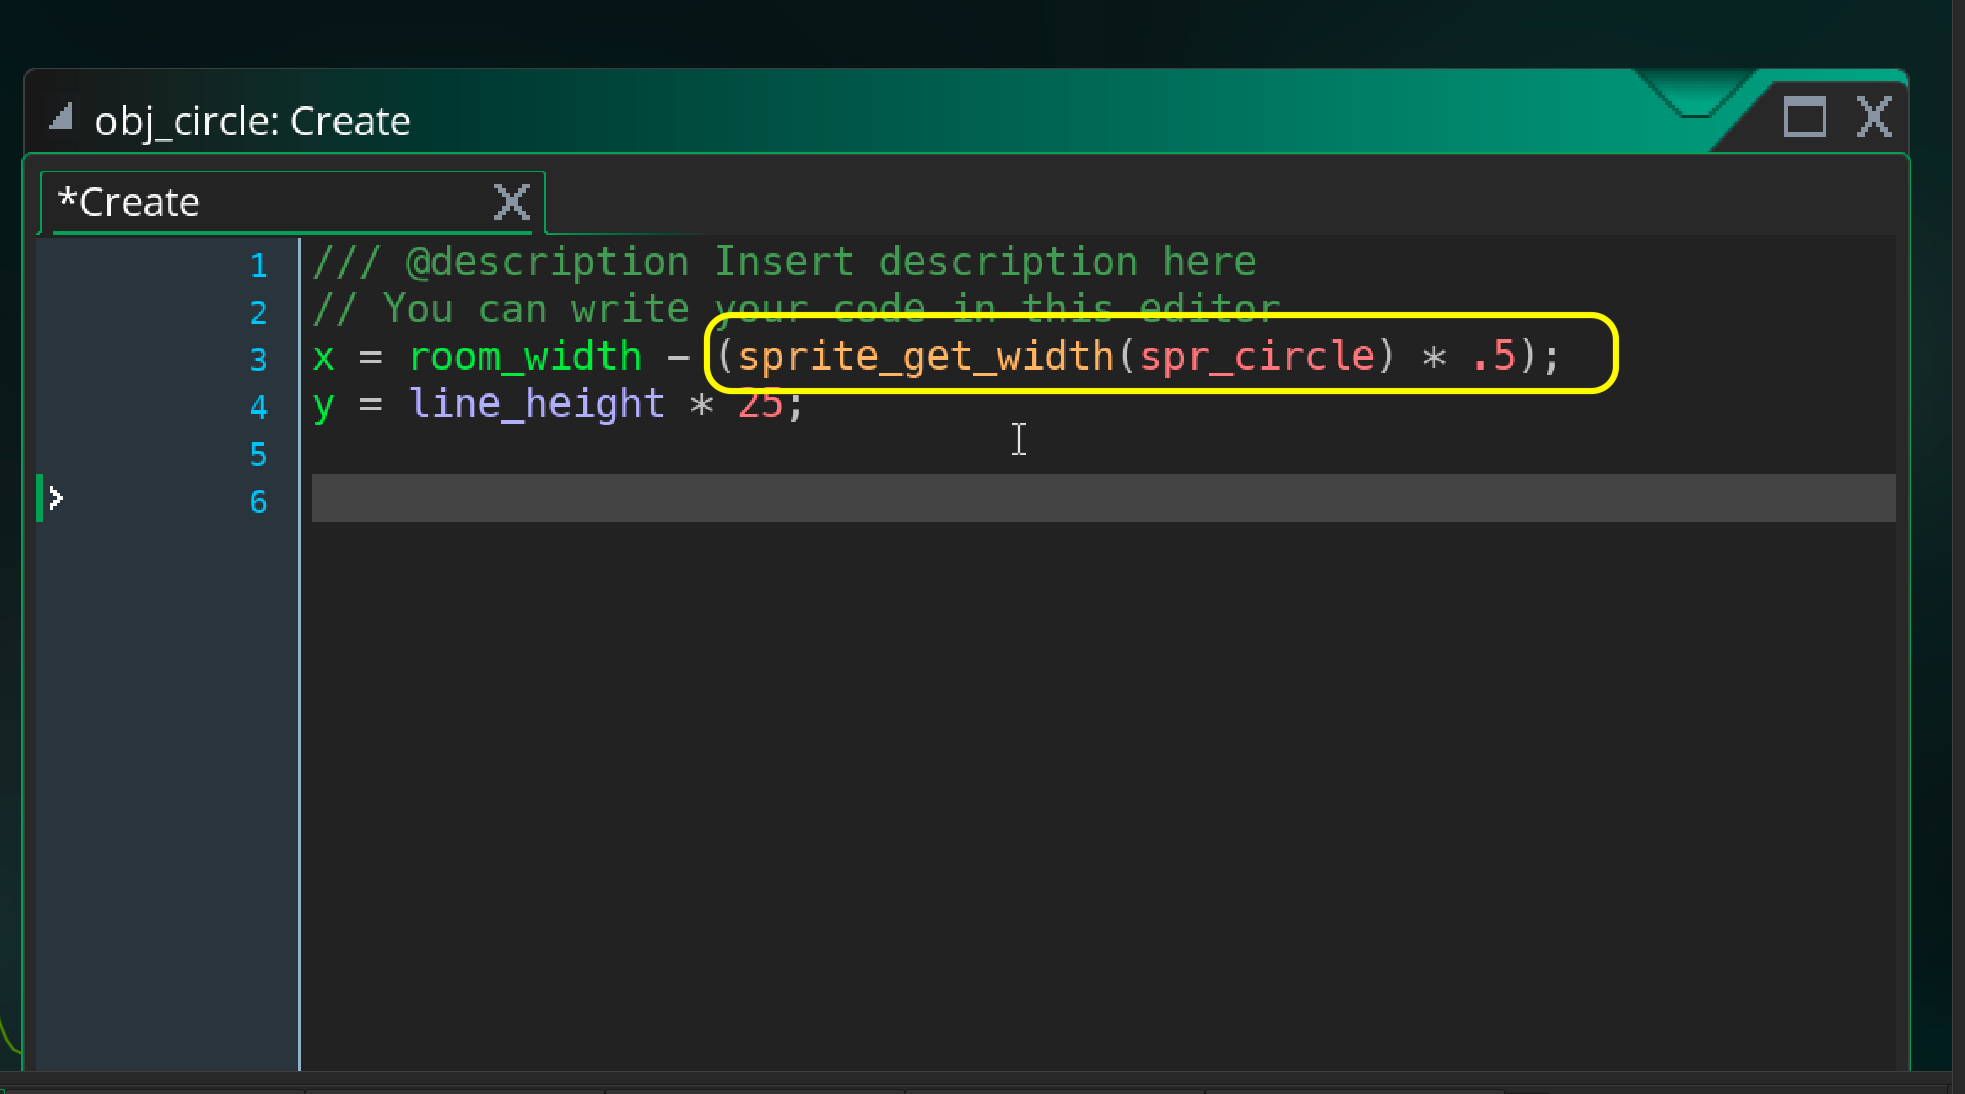 obj_circle: Create
*Create
1 /// @description Insert description here
2 // You can write your code in this editor
3 x = room_width - (sprite_get_width(spr_circle) * .5);
4 y = line_height * 25;
5
6